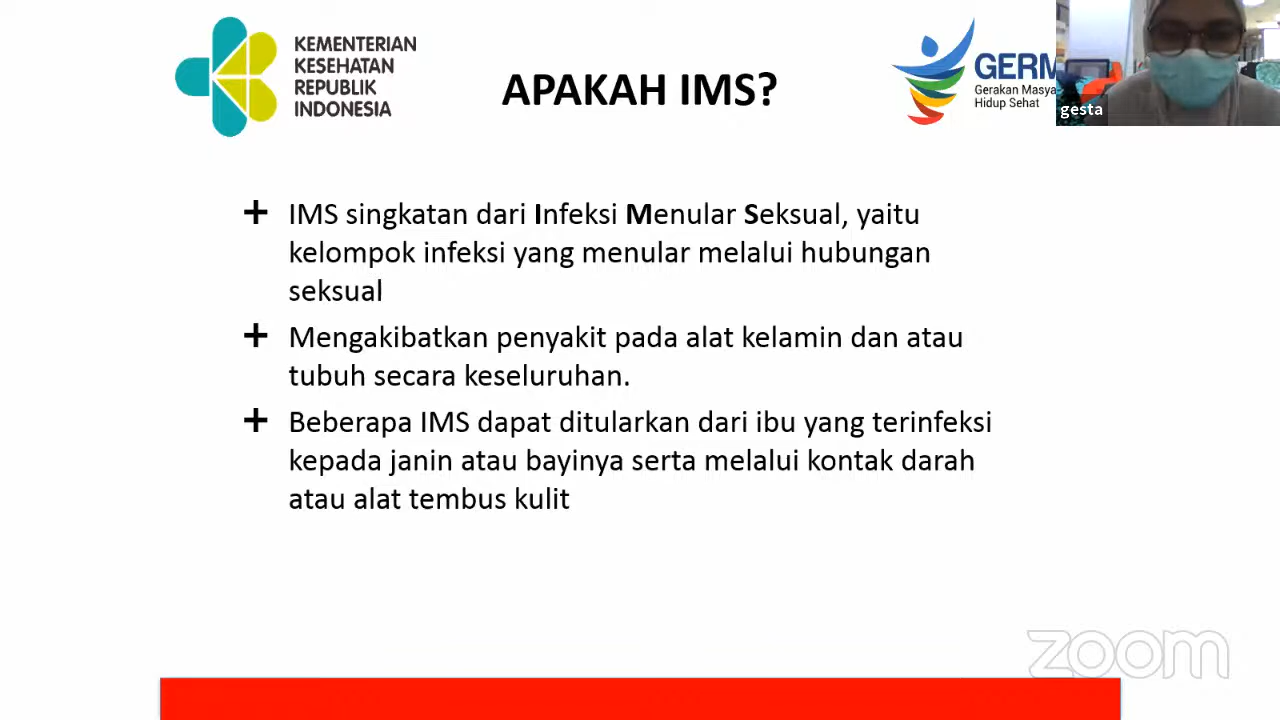 KEMENTERIAN
KESEHATAN
REPUBLIK
INDONESIA
APAKAH IMS?
GERM
Gerakan Masya
Hidup Sehat
gesta
IMS singkatan dari Infeksi Menular Seksual, yaitu
kelompok infeksi yang menular melalui hubungan
seksual
Mengakibatkan penyakit pada alat kelamin dan atau
tubuh secara keseluruhan.
Beberapa IMS dapat ditularkan dari ibu yang terinfeksi
kepada janin atau bayinya serta melalui kontak darah
atau alat tembus kulit
zoom